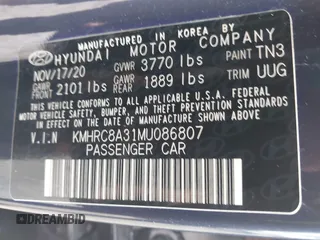 MANUFACTURED IN KOREA BY
HYUNDAI MOTOR COMPANY
NOV/17/20 GVWR 3770 lbs PAINT TN3
GAWR FRONT 2101 lbs GAWR REAR 1889 lbs TRIM UUG
THIS VEHICLE CONFORMS TO ALL APPLICABLE FEDERAL MOTOR VEHICLE SAFETY, BUMPER, AND THEFT PREVENTION STANDARDS IN EFFECT ON THE DATE OF MANUFACTURE SHOWN ABOVE.
V.I.N KMHRC8A31MU086807
PASSENGER CAR
DREAMBID